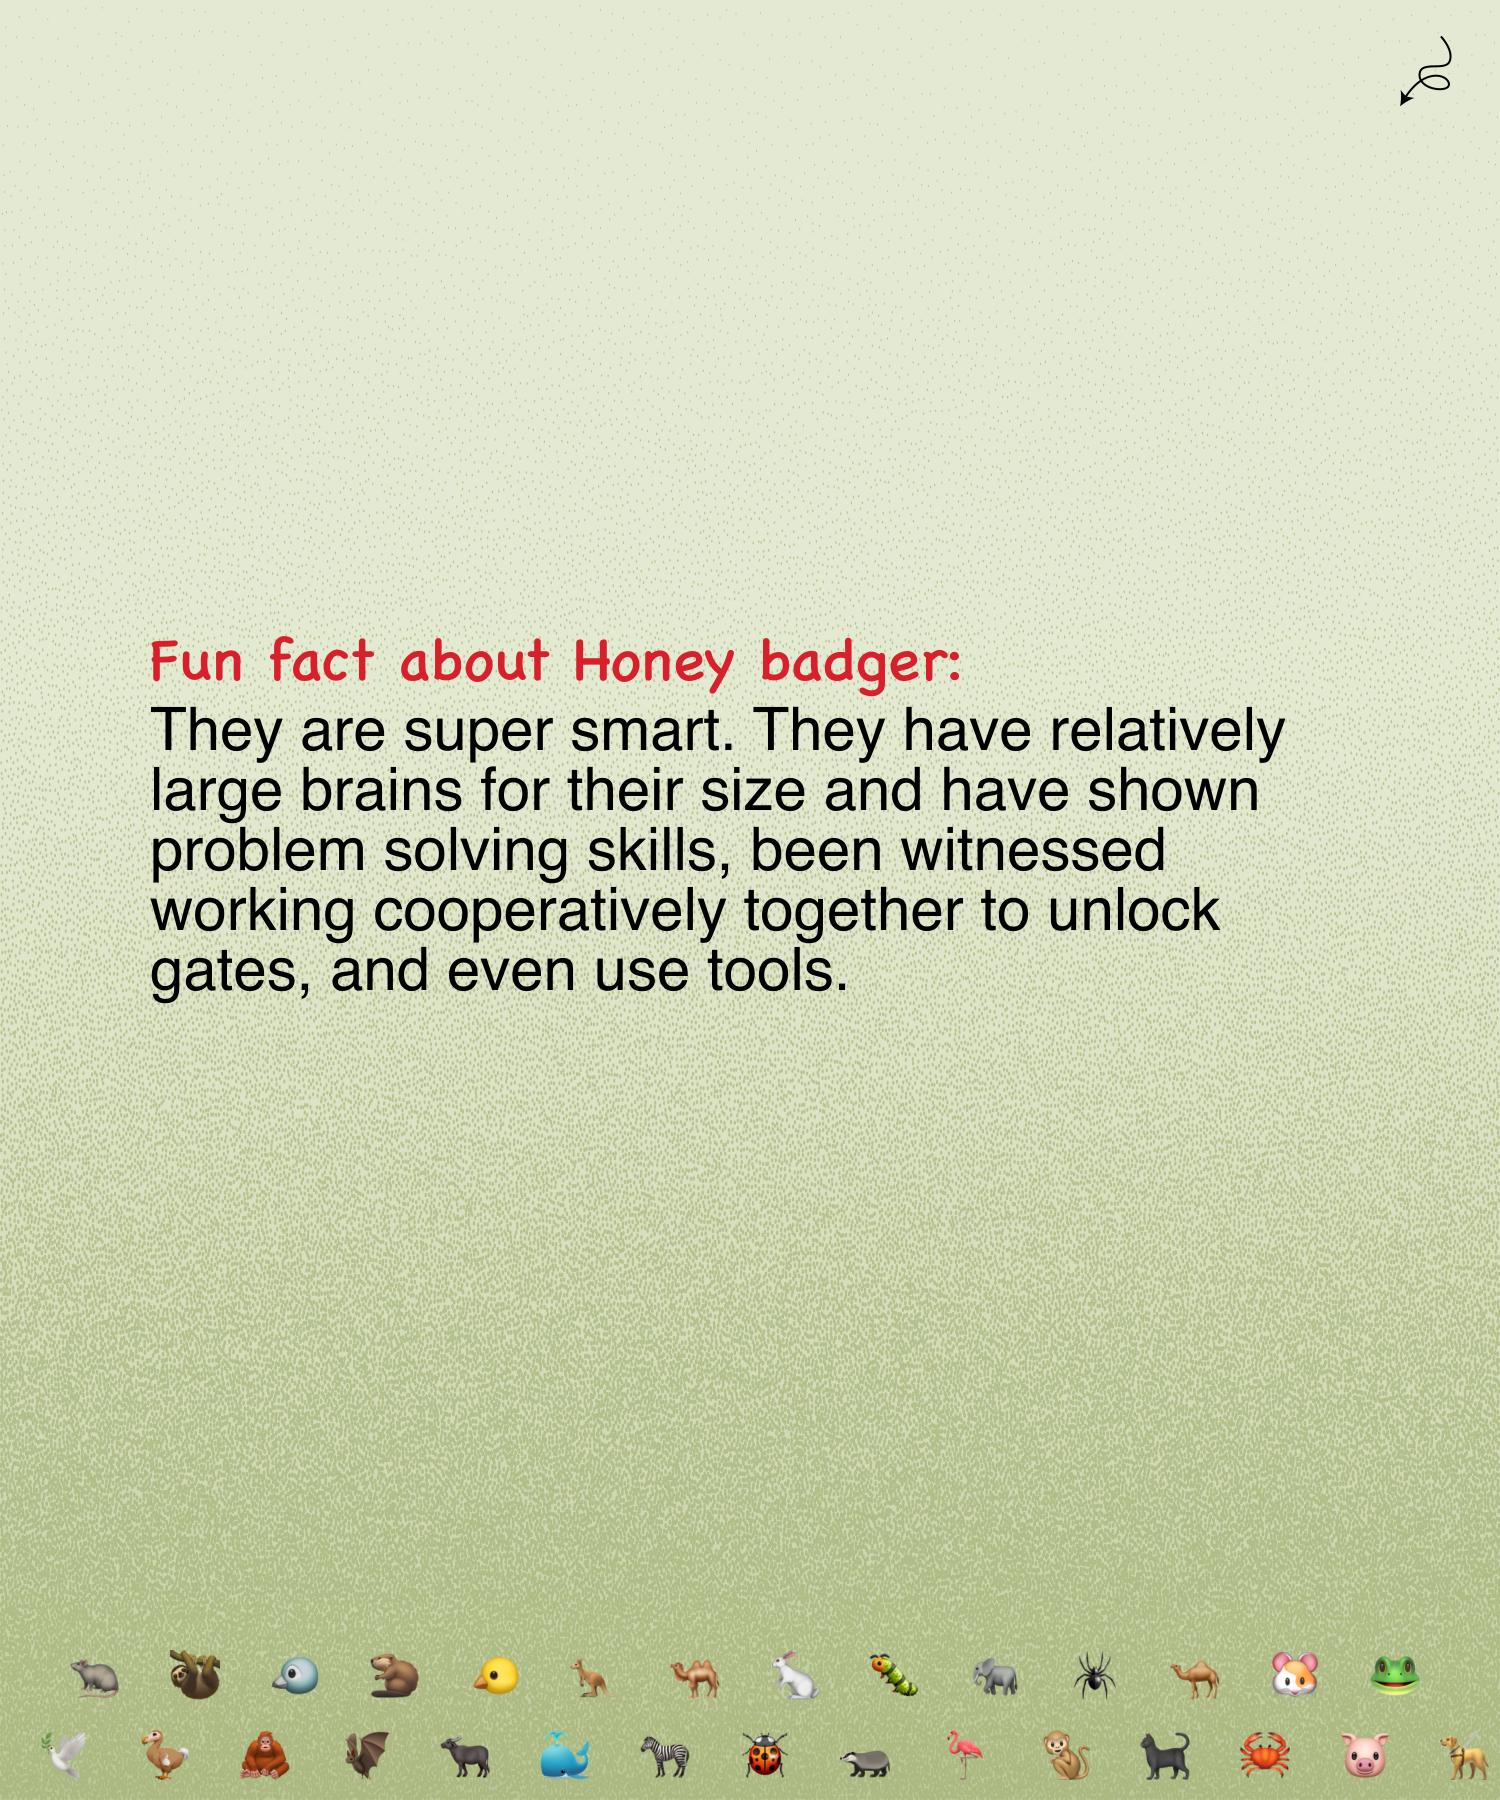 Fun fact about Honey badger:
They are super smart. They have relatively
large brains for their size and have shown
problem solving skills, been witnessed
working cooperatively together to unlock
gates, and even use tools.